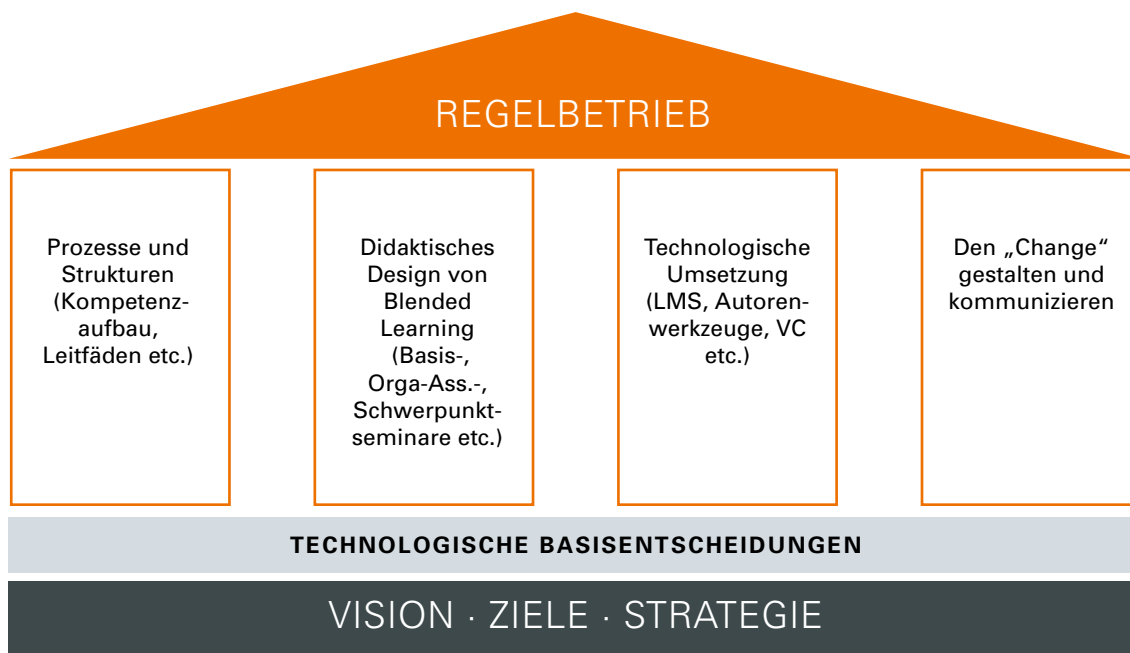 REGELBETRIEB
Prozesse und
Strukturen
(Kompetenz-
aufbau,
Leitfäden etc.)
Didaktisches
Design von
Blended
Learning
(Basis-,
Orga-Ass.-,
Schwerpunkt-
seminare etc.)
Technologische
Umsetzung
(LMS, Autoren-
werkzeuge, VC
etc.)
Den „Change“
gestalten und
kommunizieren
TECHNOLOGISCHE BASISENTSCHEIDUNGEN
VISION · ZIELE · STRATEGIE